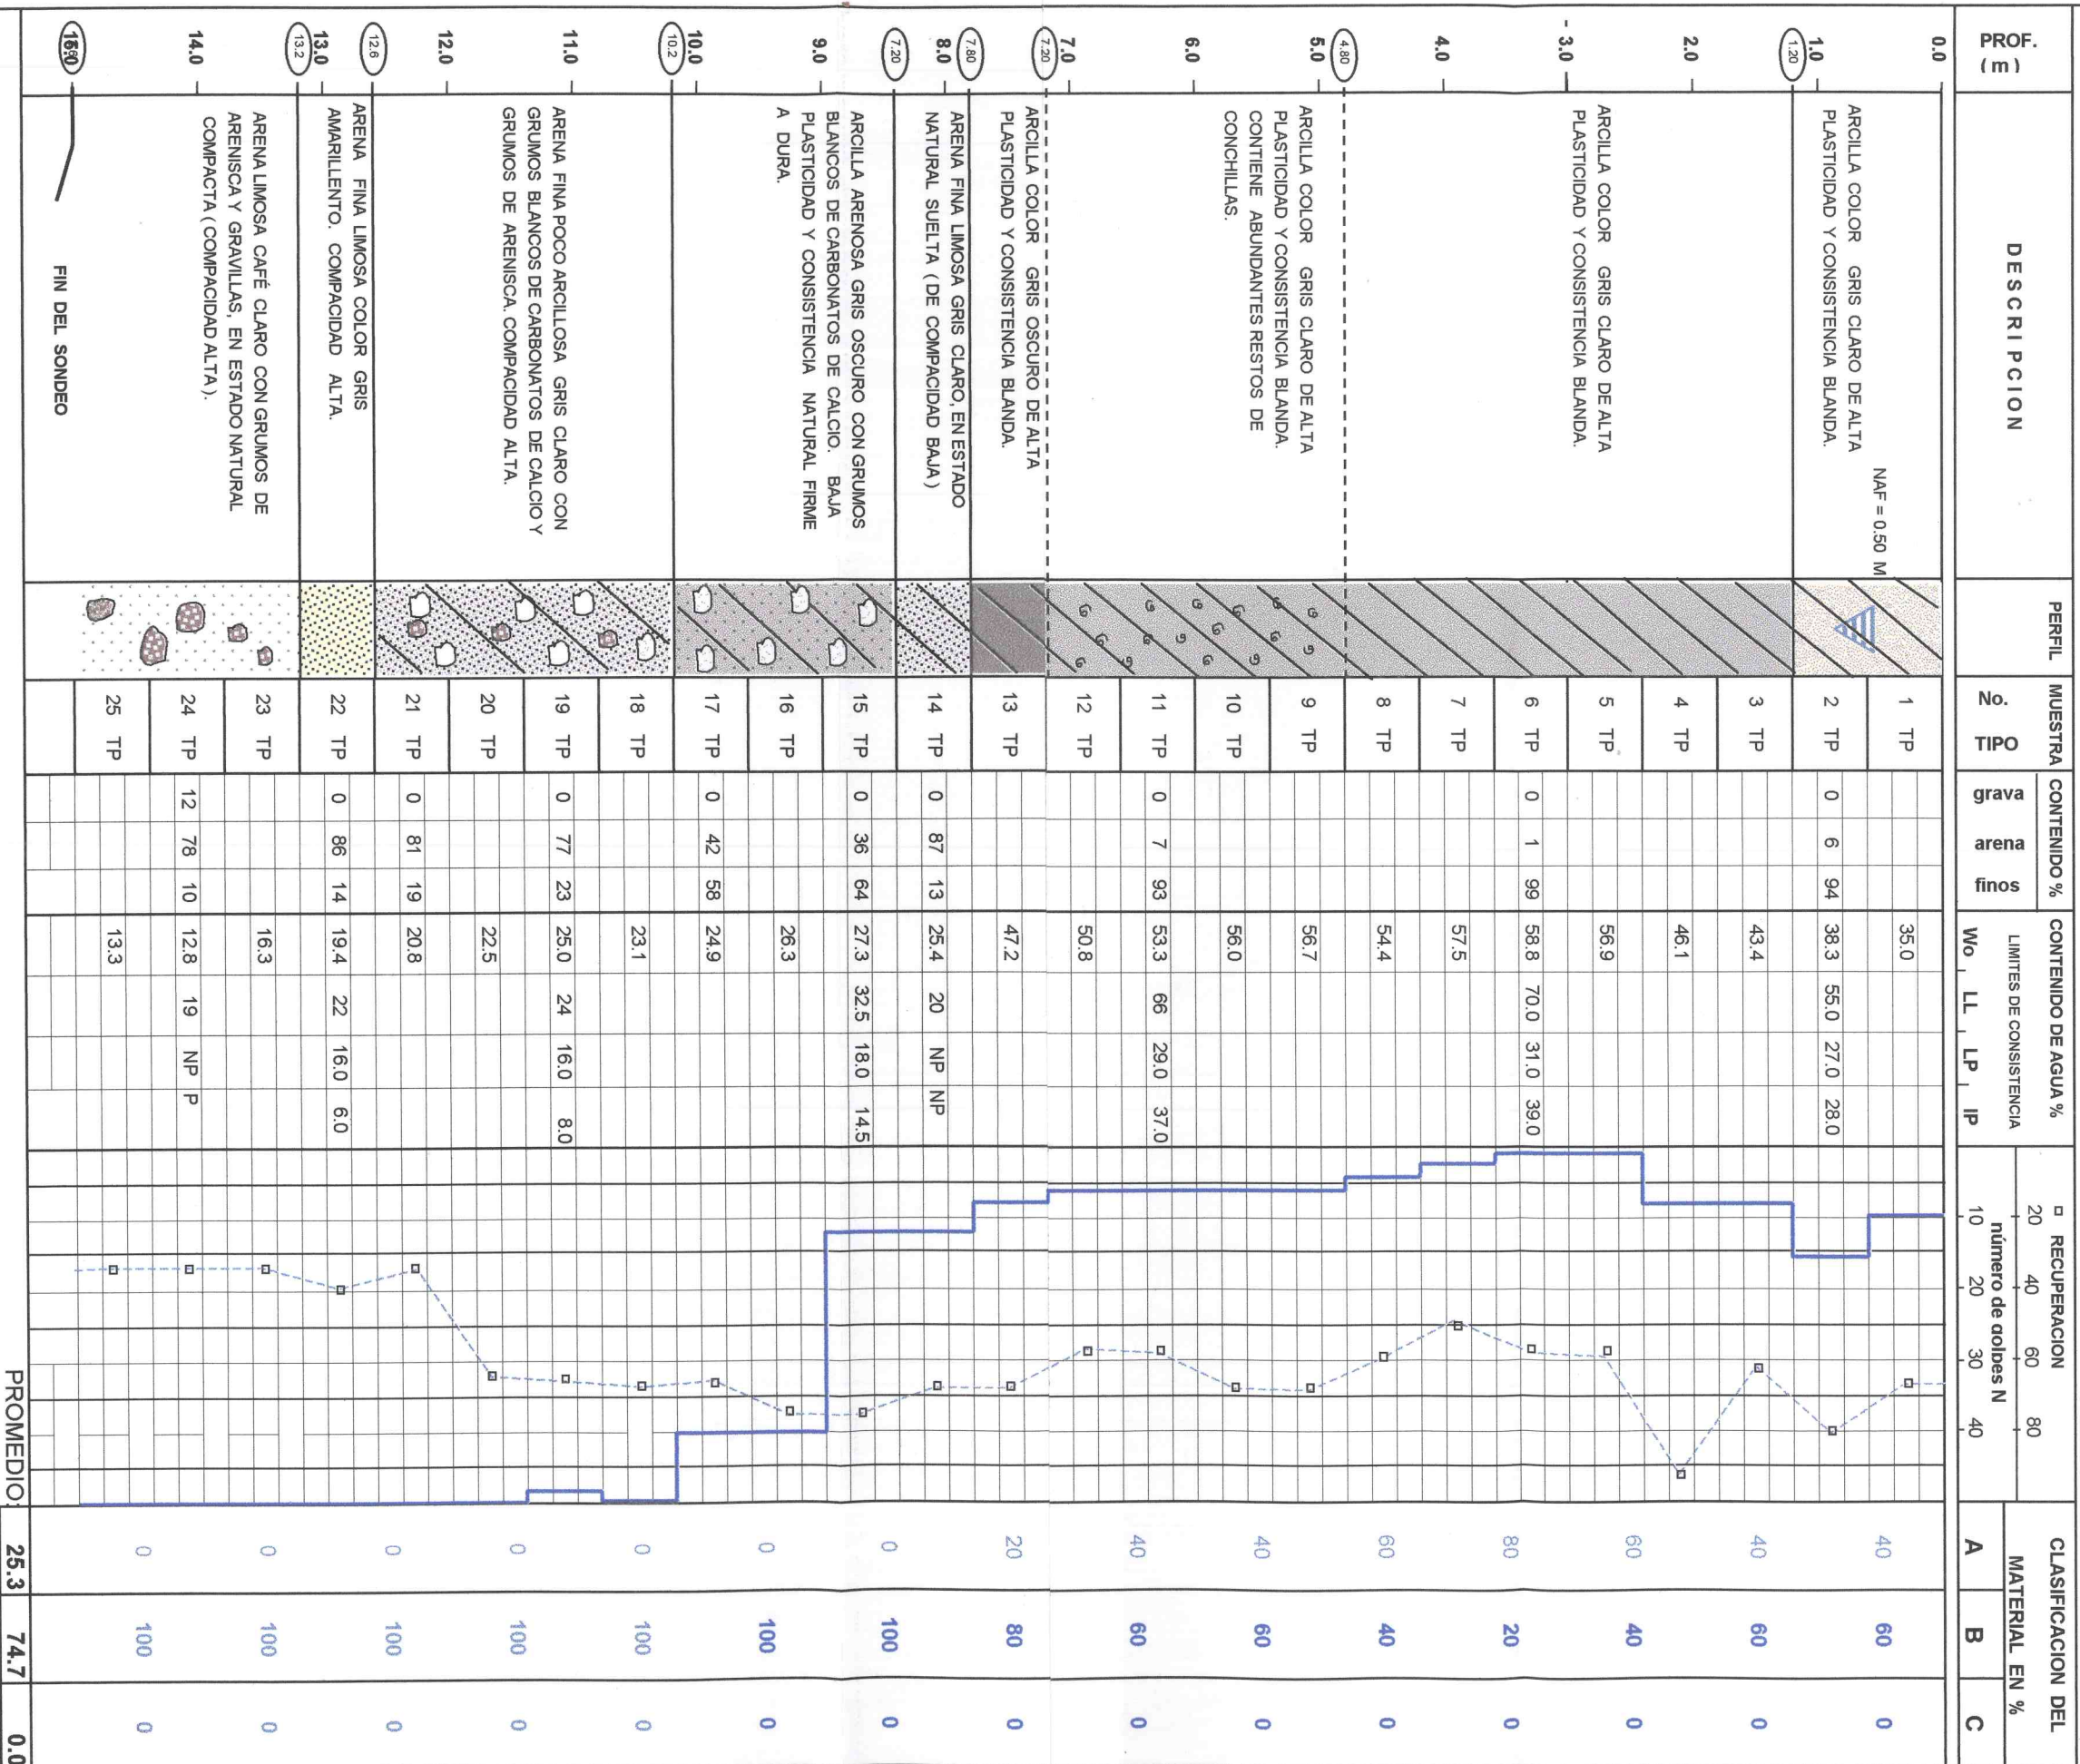 PROF.
( m )
DESCRIPCION
PERFIL
MUESTRA
No.
TIPO
CONTENIDO %
grava
arena
finos
CONTENIDO DE AGUA %
LIMITES DE CONSISTENCIA
Wo LL LP IP
□ RECUPERACION
20 40 60 80
número de golpes N
10 20 30 40
CLASIFICACION DEL
MATERIAL EN %
A B C
0.0
1.0
1.20
2.0
3.0
4.0
4.80
5.0
6.0
7.0
7.20
7.80
8.0
7.20
9.0
10.0
10.2
11.0
12.0
12.6
13.0
13.2
14.0
NAF = 0.50 M
ARCILLA COLOR GRIS CLARO DE ALTA
PLASTICIDAD Y CONSISTENCIA BLANDA.
ARCILLA COLOR GRIS CLARO DE ALTA
PLASTICIDAD Y CONSISTENCIA BLANDA.
ARCILLA COLOR GRIS CLARO DE ALTA
PLASTICIDAD Y CONSISTENCIA BLANDA.
CONTIENE ABUNDANTES RESTOS DE
CONCHILLAS.
ARCILLA COLOR GRIS OSCURO DE ALTA
PLASTICIDAD Y CONSISTENCIA BLANDA.
ARENA FINA LIMOSA GRIS CLARO, EN ESTADO
NATURAL SUELTA ( DE COMPACIDAD BAJA )
ARCILLA ARENOSA GRIS OSCURO CON GRUMOS
BLANCOS DE CARBONATOS DE CALCIO. BAJA
PLASTICIDAD Y CONSISTENCIA NATURAL FIRME
A DURA.
ARENA FINA POCO ARCILLOSA GRIS CLARO CON
GRUMOS BLANCOS DE CARBONATOS DE CALCIO Y
GRUMOS DE ARENISCA. COMPACIDAD ALTA.
ARENA FINA LIMOSA COLOR GRIS
AMARILLENTO. COMPACIDAD ALTA.
ARENA LIMOSA CAFÉ CLARO CON GRUMOS DE
ARENISCA Y GRAVILLAS, EN ESTADO NATURAL
COMPACTA ( COMPACIDAD ALTA ).
FIN DEL SONDEO
1 TP 35.0
2 TP 0 6 94 38.3 55.0 27.0 28.0
3 TP 43.4
4 TP 46.1
5 TP 56.9
6 TP 0 1 99 58.8 70.0 31.0 39.0
7 TP 57.5
8 TP 54.4
9 TP 56.7
10 TP 56.0
11 TP 0 7 93 53.3 66 29.0 37.0
12 TP 50.8
13 TP 47.2
14 TP 0 87 13 25.4 20 NP NP
15 TP 0 36 64 27.3 32.5 18.0 14.5
16 TP 26.3
17 TP 0 42 58 24.9
18 TP 23.1
19 TP 0 77 23 25.0 24 16.0 8.0
20 TP 22.5
21 TP 0 81 19 20.8
22 TP 0 86 14 19.4 22 16.0 6.0
23 TP 16.3
24 TP 12 78 10 12.8 19 NP P
25 TP 13.3
40 60 0
40 60 0
60 40 0
80 20 0
60 40 0
40 60 0
40 60 0
20 80 0
0 100 0
0 100 0
0 100 0
0 100 0
0 100 0
0 100 0
0 100 0
PROMEDIO: 25.3 74.7 0.0